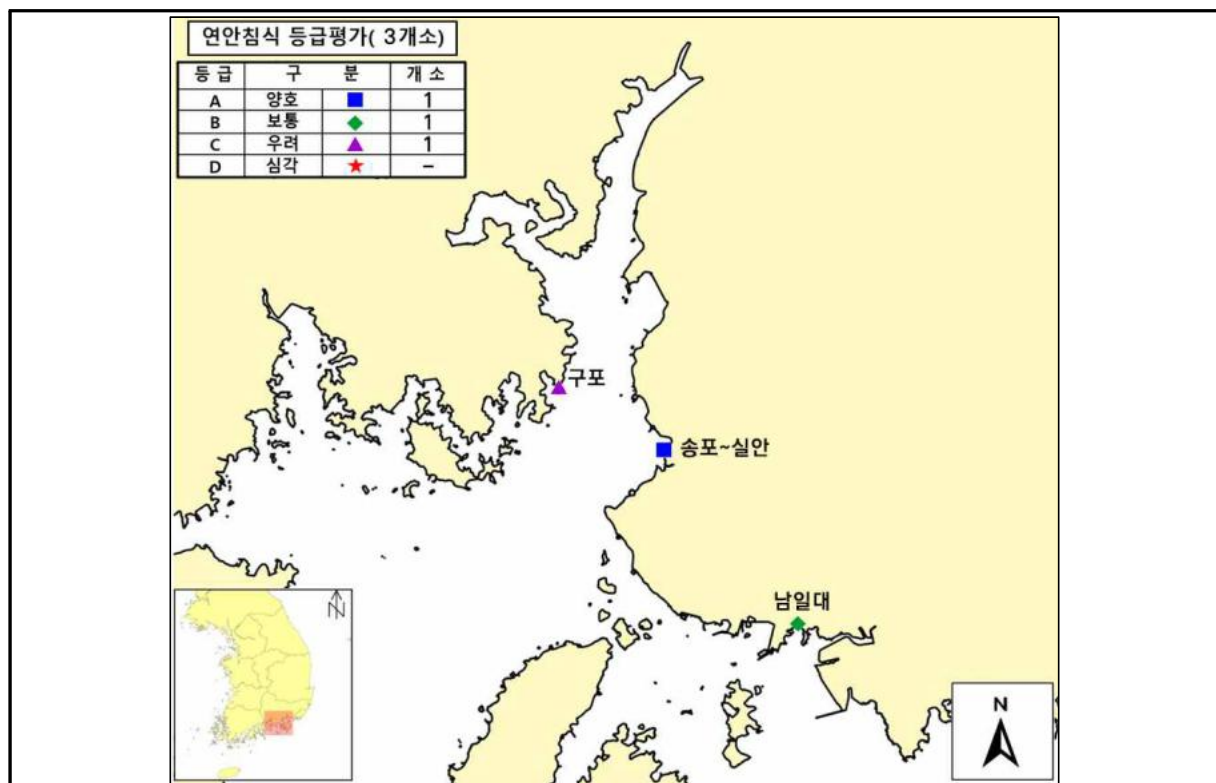 연안침식 등급평가( 3개소)
등 급 구 분 개 소
A 양호 1
B 보통 1
C 우려 1
D 심각 –
구포
송포~실안
남일대
N
N